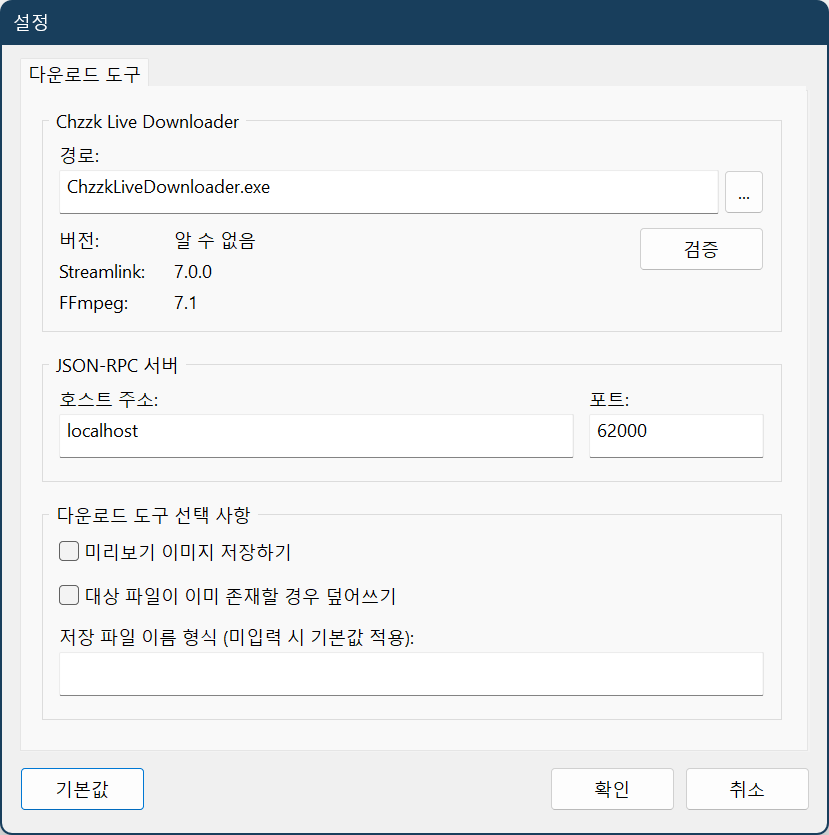 설정
다운로드 도구
Chzzk Live Downloader
경로:
ChzzkLiveDownloader.exe
...
버전: 알 수 없음
검증
Streamlink: 7.0.0
FFmpeg: 7.1
JSON-RPC 서버
호스트 주소: 포트:
localhost 62000
다운로드 도구 선택 사항
미리보기 이미지 저장하기
대상 파일이 이미 존재할 경우 덮어쓰기
저장 파일 이름 형식 (미입력 시 기본값 적용):
기본값 확인 취소